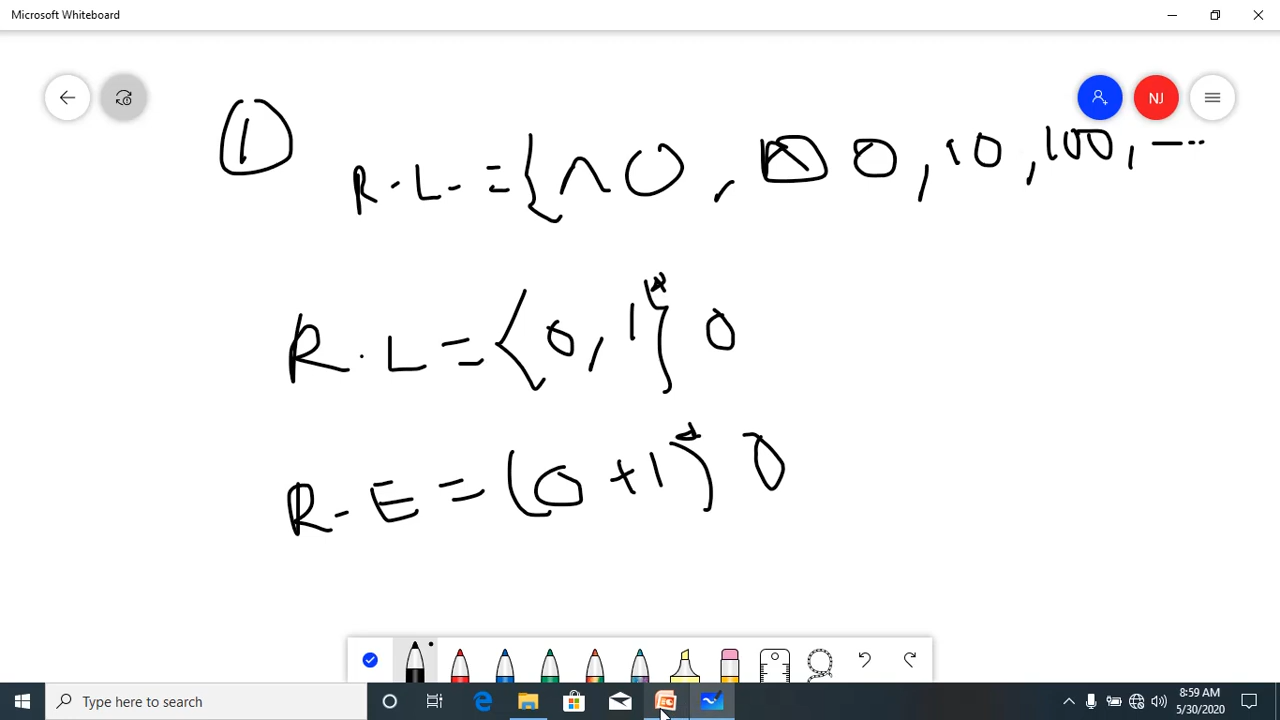 Microsoft Whiteboard
NJ
①
R.L. = {∧0, 0, 10, 100, ---
R.L = {0, 1*} 0
R-E = (0+1*) 0
Type here to search
8:59 AM
5/30/2020